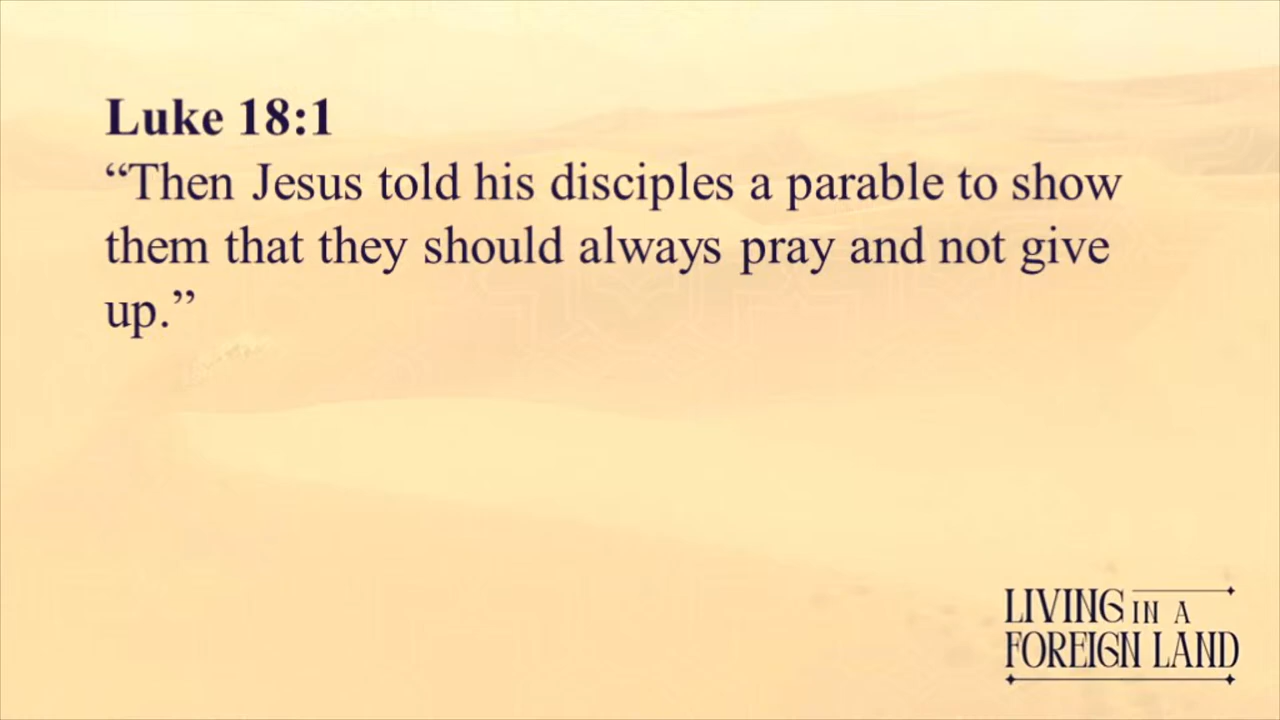 Luke 18:1
“Then Jesus told his disciples a parable to show
them that they should always pray and not give
up.”
LIVING IN A
FOREIGN LAND